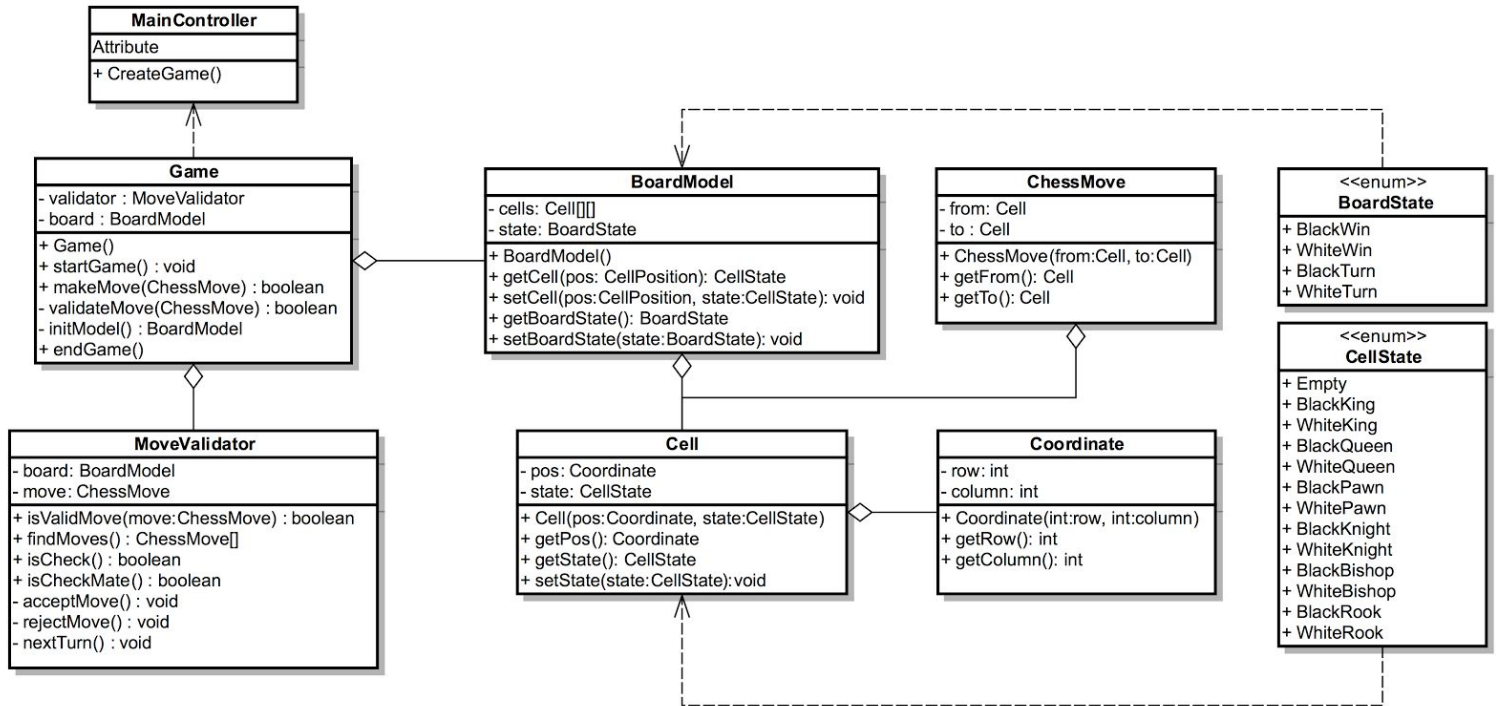 MainController
Attribute
+ CreateGame()
Game
- validator : MoveValidator
- board : BoardModel
+ Game()
+ startGame() : void
+ makeMove(ChessMove) : boolean
- validateMove(ChessMove) : boolean
- initModel() : BoardModel
+ endGame()
BoardModel
- cells: Cell[][]
- state: BoardState
+ BoardModel()
+ getCell(pos: CellPosition): CellState
+ setCell(pos:CellPosition, state:CellState): void
+ getBoardState(): BoardState
+ setBoardState(state:BoardState): void
ChessMove
- from: Cell
- to : Cell
+ ChessMove(from:Cell, to:Cell)
+ getFrom(): Cell
+ getTo(): Cell
<<enum>>
BoardState
+ BlackWin
+ WhiteWin
+ BlackTurn
+ WhiteTurn
<<enum>>
CellState
+ Empty
+ BlackKing
+ WhiteKing
+ BlackQueen
+ WhiteQueen
+ BlackPawn
+ WhitePawn
+ BlackKnight
+ WhiteKnight
+ BlackBishop
+ WhiteBishop
+ BlackRook
+ WhiteRook
MoveValidator
- board: BoardModel
- move: ChessMove
+ isValidMove(move:ChessMove) : boolean
+ findMoves() : ChessMove[]
+ isCheck() : boolean
+ isCheckMate() : boolean
- acceptMove() : void
- rejectMove() : void
- nextTurn() : void
Cell
- pos: Coordinate
- state: CellState
+ Cell(pos:Coordinate, state:CellState)
+ getPos(): Coordinate
+ getState(): CellState
+ setState(state:CellState): void
Coordinate
- row: int
- column: int
+ Coordinate(int:row, int:column)
+ getRow(): int
+ getColumn(): int